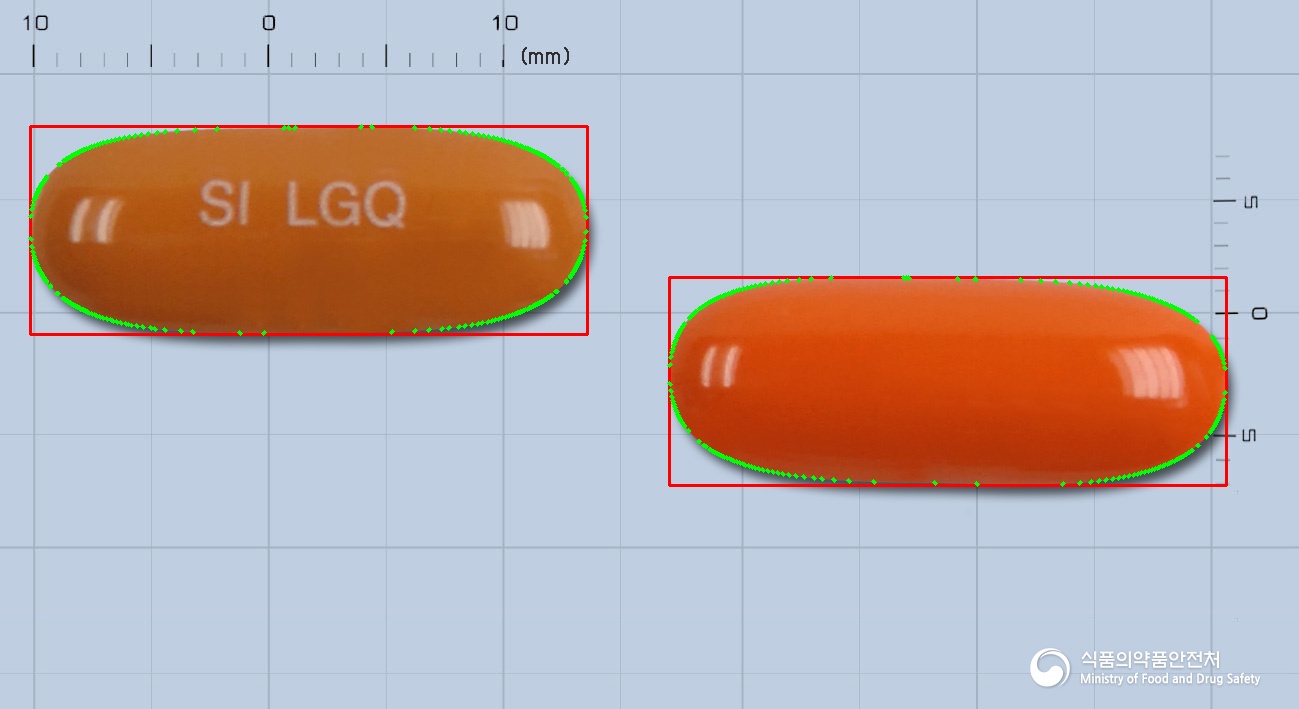 10 0 10
(mm)
SI LGQ
5
0
5
식품의약품안전처
Ministry of Food and Drug Safety